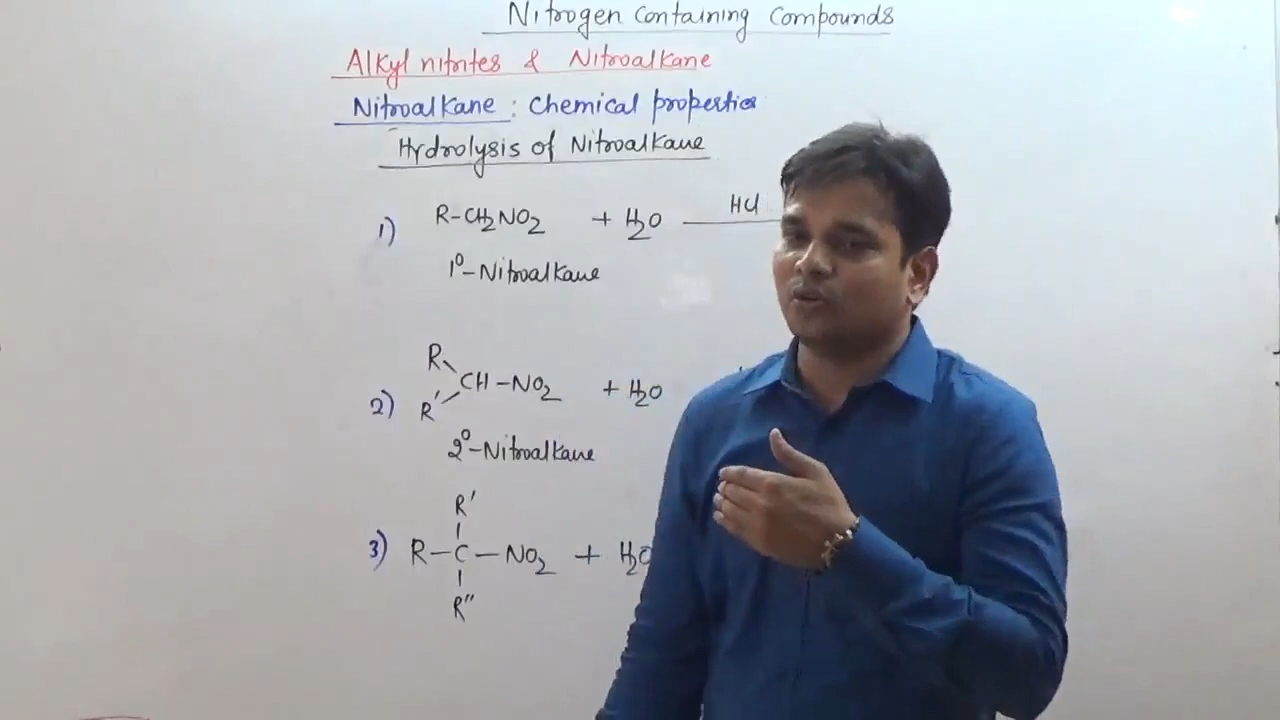 Nitrogen containing compounds
Alkyl nitrites & Nitroalkane
Nitroalkane : Chemical properties
Hydrolysis of Nitroalkane
1) R-CH2NO2 + H2O HCl
1°-Nitroalkane
R
2) CH-NO2 + H2O
R'
2°-Nitroalkane
R'
3) R-C-NO2 + H2O
R"